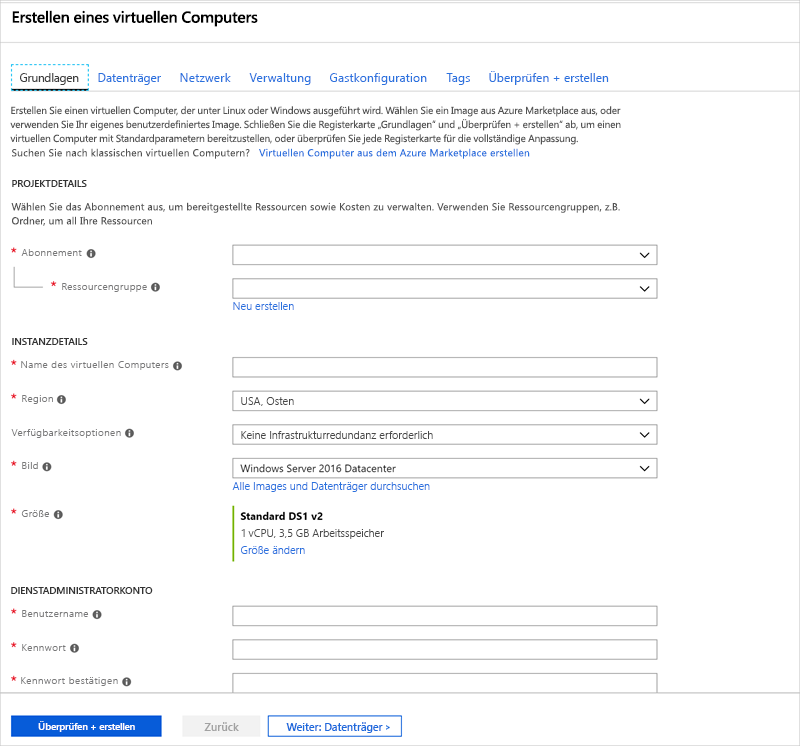 Erstellen eines virtuellen Computers
Grundlagen Datenträger Netzwerk Verwaltung Gastkonfiguration Tags Überprüfen + erstellen
Erstellen Sie einen virtuellen Computer, der unter Linux oder Windows ausgeführt wird. Wählen Sie ein Image aus Azure Marketplace aus, oder
verwenden Sie Ihr eigenes benutzerdefiniertes Image. Schließen Sie die Registerkarte „Grundlagen“ und „Überprüfen + erstellen“ ab, um einen
virtuellen Computer mit Standardparametern bereitzustellen, oder überprüfen Sie jede Registerkarte für die vollständige Anpassung.
Suchen Sie nach klassischen virtuellen Computern? Virtuellen Computer aus dem Azure Marketplace erstellen
PROJEKTDETAILS
Wählen Sie das Abonnement aus, um bereitgestellte Ressourcen sowie Kosten zu verwalten. Verwenden Sie Ressourcengruppen, z.B.
Ordner, um all Ihre Ressourcen
* Abonnement
* Ressourcengruppe
Neu erstellen
INSTANZDETAILS
* Name des virtuellen Computers
* Region USA, Osten
Verfügbarkeitsoptionen Keine Infrastrukturredundanz erforderlich
* Bild Windows Server 2016 Datacenter
Alle Images und Datenträger durchsuchen
* Größe Standard DS1 v2
1 vCPU, 3,5 GB Arbeitsspeicher
Größe ändern
DIENSTADMINISTRATORKONTO
* Benutzername
* Kennwort
* Kennwort bestätigen
Überprüfen + erstellen Zurück Weiter: Datenträger >